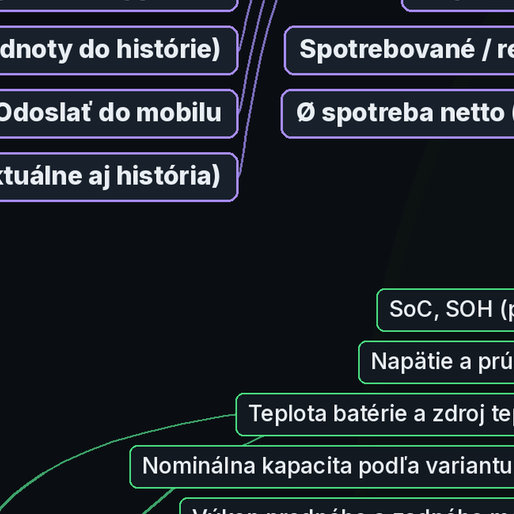 dnoty do histórie)
Spotrebované / re
Odoslať do mobilu
Ø spotreba netto
tuálne aj história)
SoC, SOH (
Napätie a prú
Teplota batérie a zdroj te
Nominálna kapacita podľa variantu